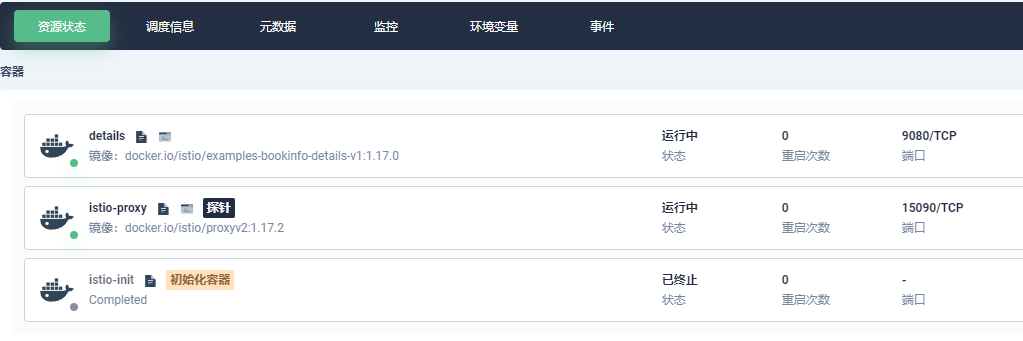 资源状态 调度信息 元数据 监控 环境变量 事件
容器
details 运行中 0 9080/TCP
镜像：docker.io/istio/examples-bookinfo-details-v1:1.17.0 状态 重启次数 端口
istio-proxy 探针 运行中 0 15090/TCP
镜像：docker.io/istio/proxyv2:1.17.2 状态 重启次数 端口
istio-init 初始化容器 已终止 0 -
Completed 状态 重启次数 端口